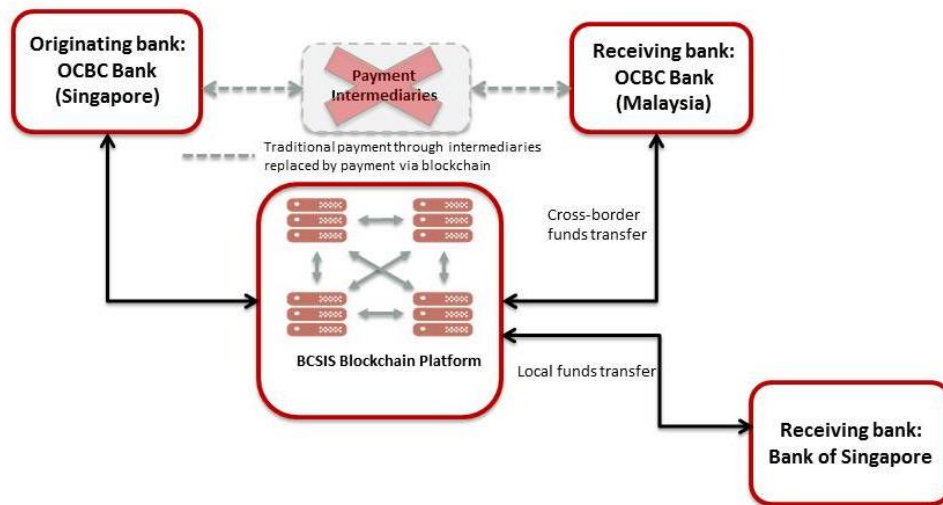 Originating bank:
OCBC Bank
(Singapore)
Payment
Intermediaries
Receiving bank:
OCBC Bank
(Malaysia)
Traditional payment through intermediaries
replaced by payment via blockchain
Cross-border
funds transfer
BCSIS Blockchain Platform
Local funds transfer
Receiving bank:
Bank of Singapore